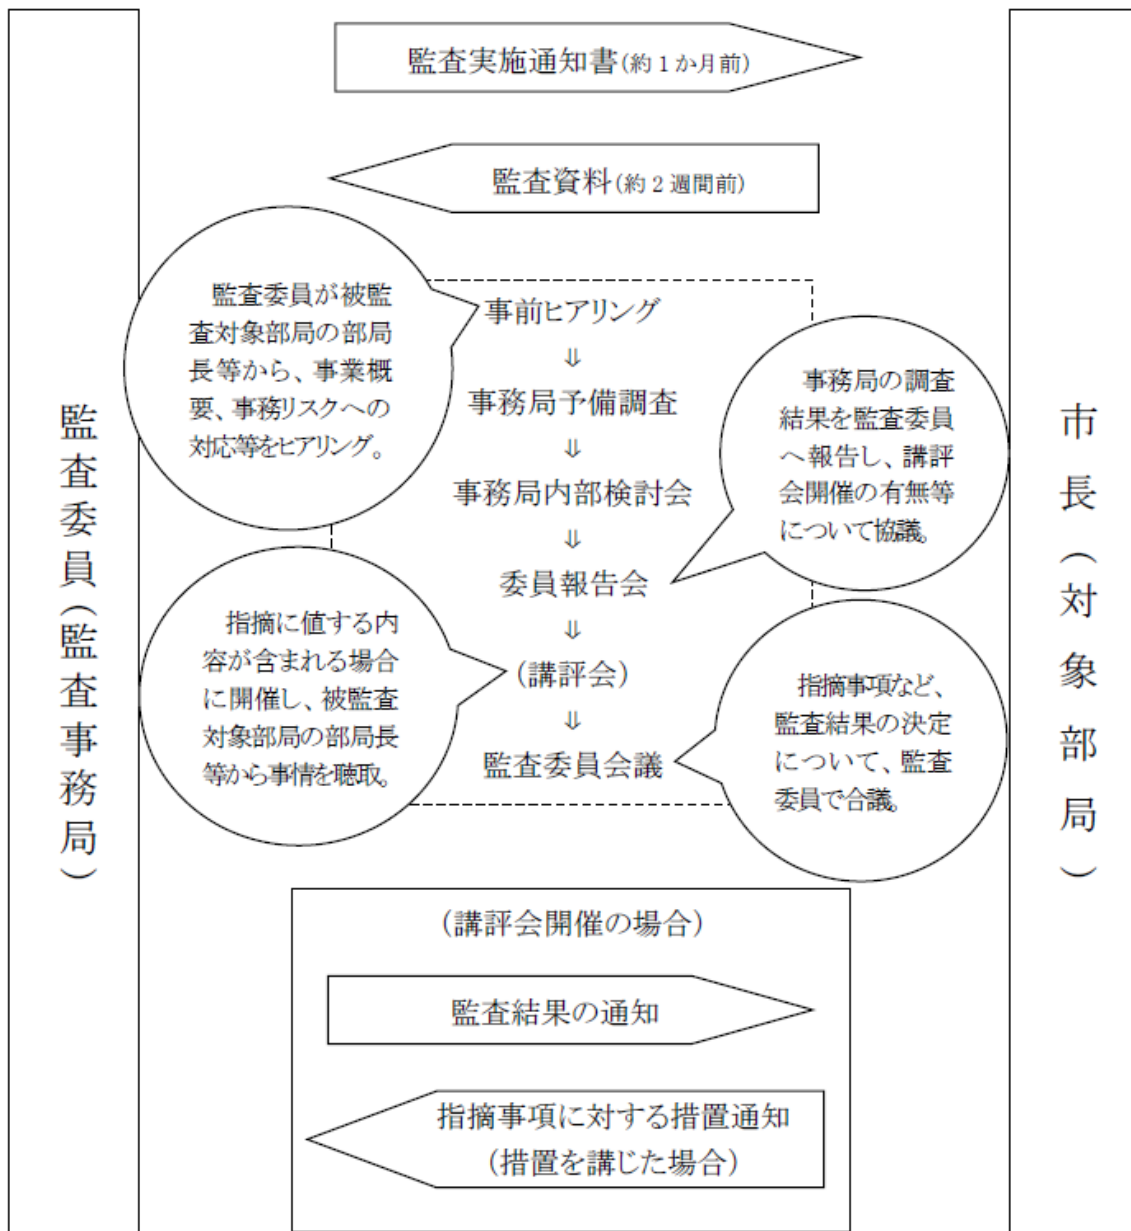 監査実施通知書(約1か月前)
監査資料(約2週間前)
監査委員(監査事務局)
市長(対象部局)
監査委員が被監
査対象部局の部局
長等から、事業概
要、事務リスクへの
対応等をヒアリング。
事前ヒアリング
⇓
事務局予備調査
⇓
事務局内部検討会
⇓
委員報告会
⇓
(講評会)
⇓
監査委員会議
事務局の調査
結果を監査委員
へ報告し、講評
会開催の有無等
について協議。
指摘に値する内
容が含まれる場合
に開催し、被監査
対象部局の部局長
等から事情を聴取。
指摘事項など、
監査結果の決定
について、監査
委員で合議。
(講評会開催の場合)
監査結果の通知
指摘事項に対する措置通知
(措置を講じた場合)